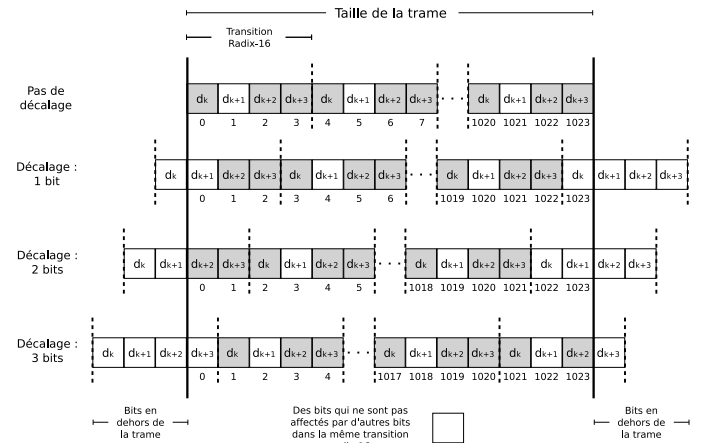 Taille de la trame
Transition
Radix-16
Pas de
décalage
dk dk+1 dk+2 dk+3 dk dk+1 dk+2 dk+3 · · · dk dk+1 dk+2 dk+3
0 1 2 3 4 5 6 7 1020 1021 1022 1023
Décalage :
1 bit
dk dk+1 dk+2 dk+3 dk dk+1 dk+2 dk+3 · · · dk dk+1 dk+2 dk+3 dk dk+1 dk+2 dk+3
0 1 2 3 4 5 6 1019 1020 1021 1022 1023
Décalage :
2 bits
dk dk+1 dk+2 dk+3 dk dk+1 dk+2 dk+3 · · · dk dk+1 dk+2 dk+3 dk dk+1 dk+2 dk+3
0 1 2 3 4 5 1018 1019 1020 1021 1022 1023
Décalage :
3 bits
dk dk+1 dk+2 dk+3 dk dk+1 dk+2 dk+3 · · · dk dk+1 dk+2 dk+3 dk dk+1 dk+2 dk+3
0 1 2 3 4 1017 1018 1019 1020 1021 1022 1023
Bits en
dehors de
la trame
Des bits qui ne sont pas
affectés par d'autres bits
dans la même transition
Bits en
dehors de
la trame